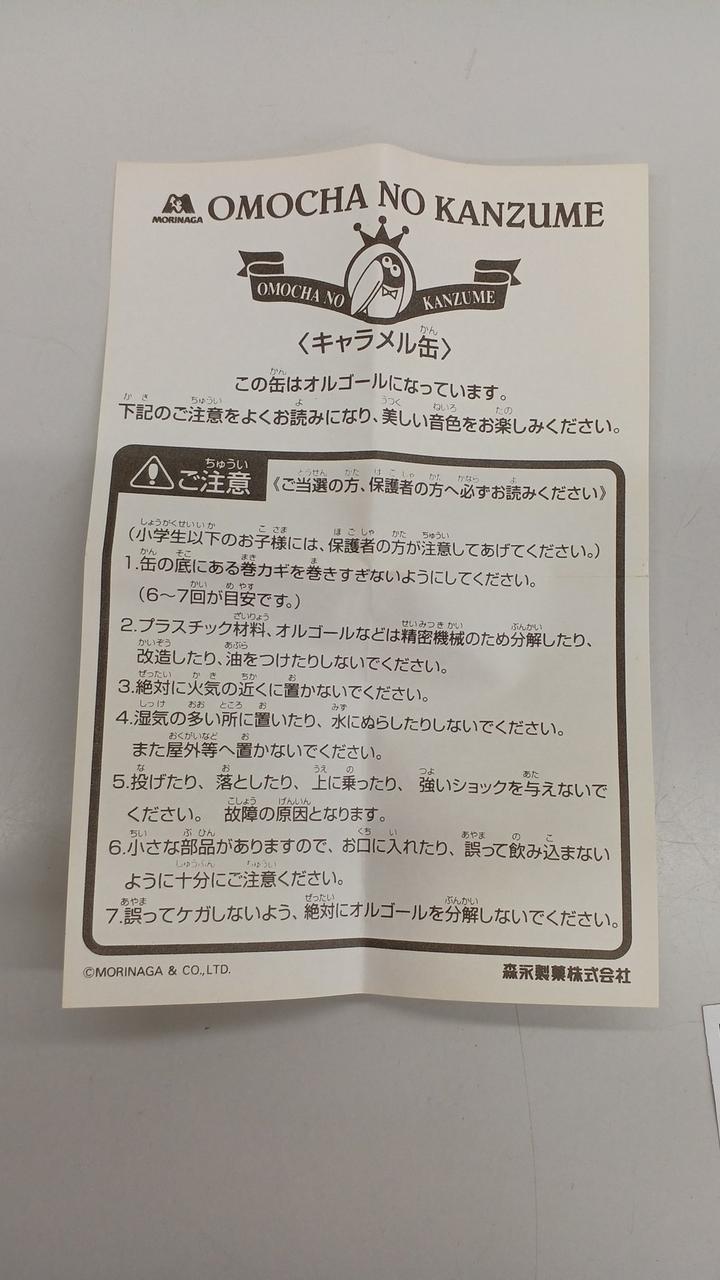 MORINAGA OMOCHA NO KANZUME
OMOCHA NO KANZUME
〈キャラメル缶〉
この缶はオルゴールになっています。
下記のご注意をよくお読みになり、美しい音色をお楽しみください。
ご注意 《ご当選の方、保護者の方へ必ずお読みください》
(小学生以下のお子様には、保護者の方が注意してあげてください。)
1.缶の底にある巻カギを巻きすぎないようにしてください。
(6〜7回が目安です。)
2.プラスチック材料、オルゴールなどは精密機械のため分解したり、
改造したり、油をつけたりしないでください。
3.絶対に火気の近くに置かないでください。
4.湿気の多い所に置いたり、水にぬらしたりしないでください。
また屋外等へ置かないでください。
5.投げたり、落としたり、上に乗ったり、強いショックを与えないで
ください。 故障の原因となります。
6.小さな部品がありますので、お口に入れたり、誤って飲み込まない
ように十分にご注意ください。
7.誤ってケガしないよう、絶対にオルゴールを分解しないでください。
©MORINAGA & CO.,LTD. 森永製菓株式会社